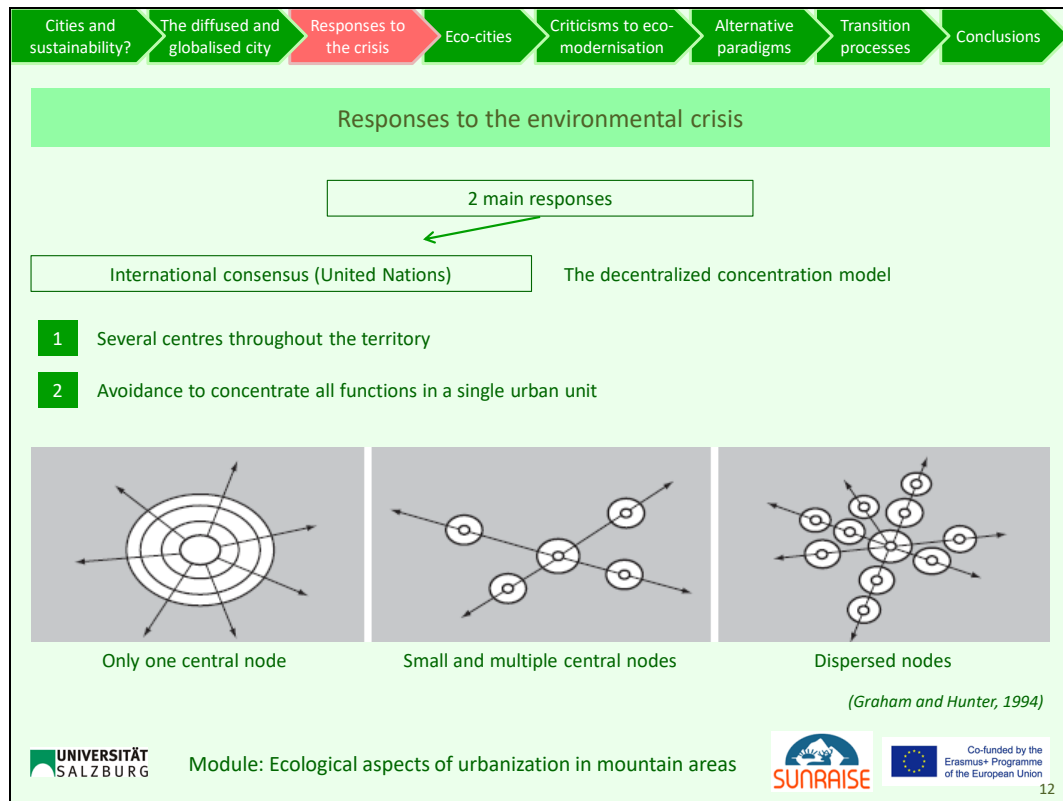 Cities and
sustainability?
The diffused and
globalised city
Responses to
the crisis
Eco-cities
Criticisms to eco-
modernisation
Alternative
paradigms
Transition
processes
Conclusions
Responses to the environmental crisis
2 main responses
International consensus (United Nations)
The decentralized concentration model
1 Several centres throughout the territory
2 Avoidance to concentrate all functions in a single urban unit
Only one central node
Small and multiple central nodes
Dispersed nodes
(Graham and Hunter, 1994)
UNIVERSITÄT
SALZBURG
Module: Ecological aspects of urbanization in mountain areas
SUNRAISE
Co-funded by the
Erasmus+ Programme
of the European Union
12